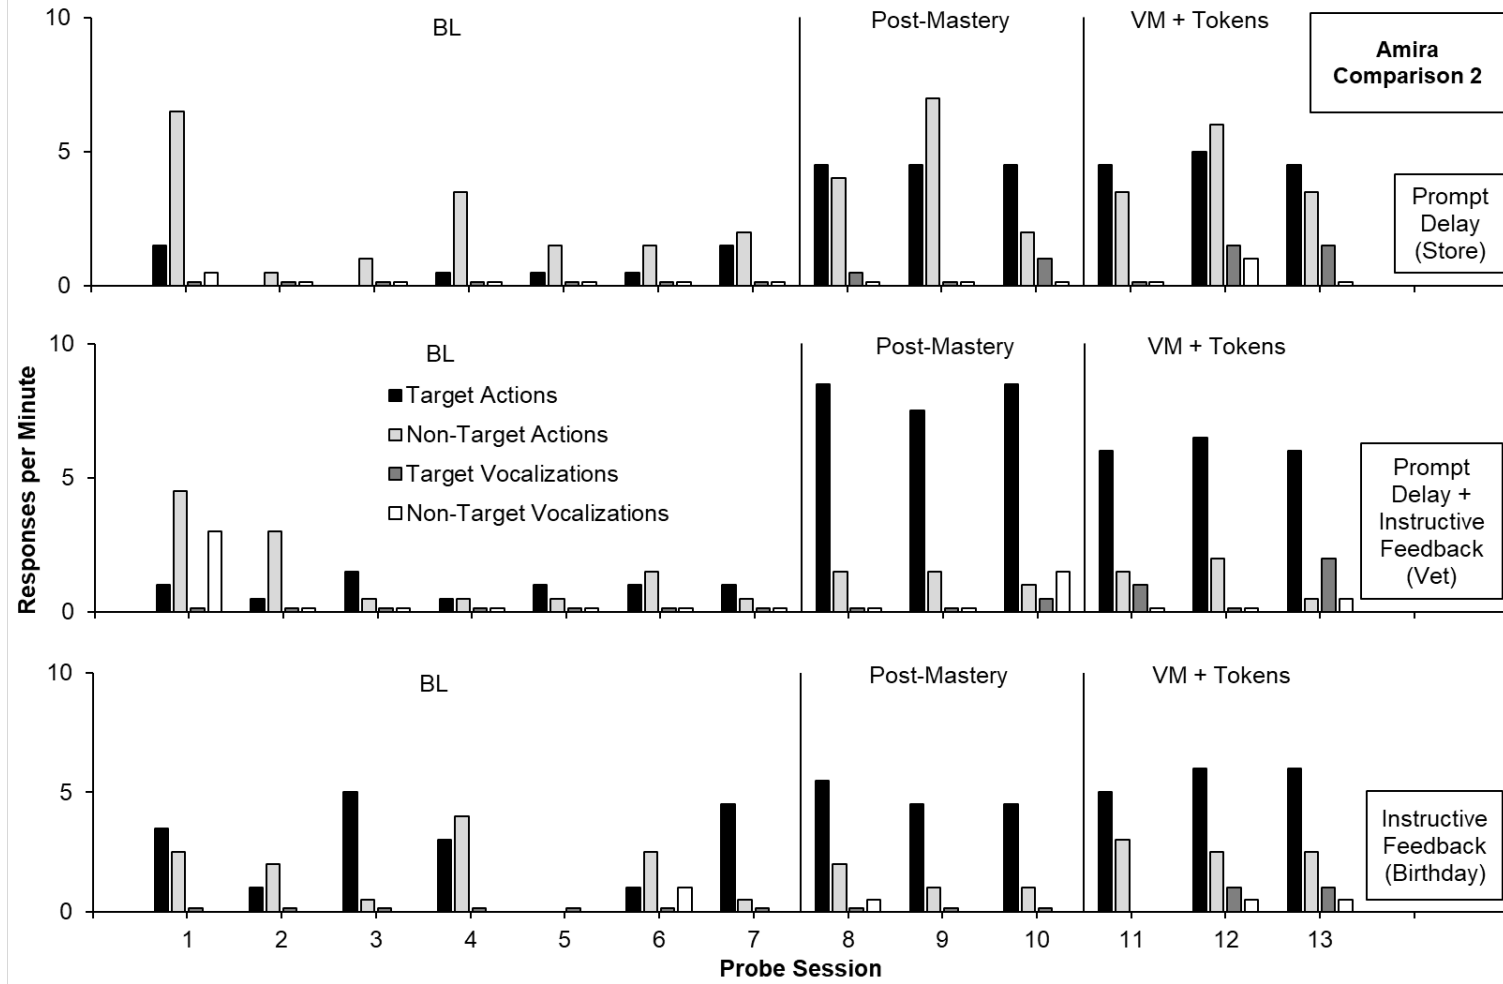 10
BL
Post-Mastery
VM + Tokens
Amira
Comparison 2
5
Prompt
Delay
(Store)
0
10
BL
Post-Mastery
VM + Tokens
Target Actions
Non-Target Actions
Target Vocalizations
Non-Target Vocalizations
Responses per Minute
5
Prompt
Delay +
Instructive
Feedback
(Vet)
0
10
BL
Post-Mastery
VM + Tokens
5
Instructive
Feedback
(Birthday)
0
1 2 3 4 5 6 7 8 9 10 11 12 13
Probe Session